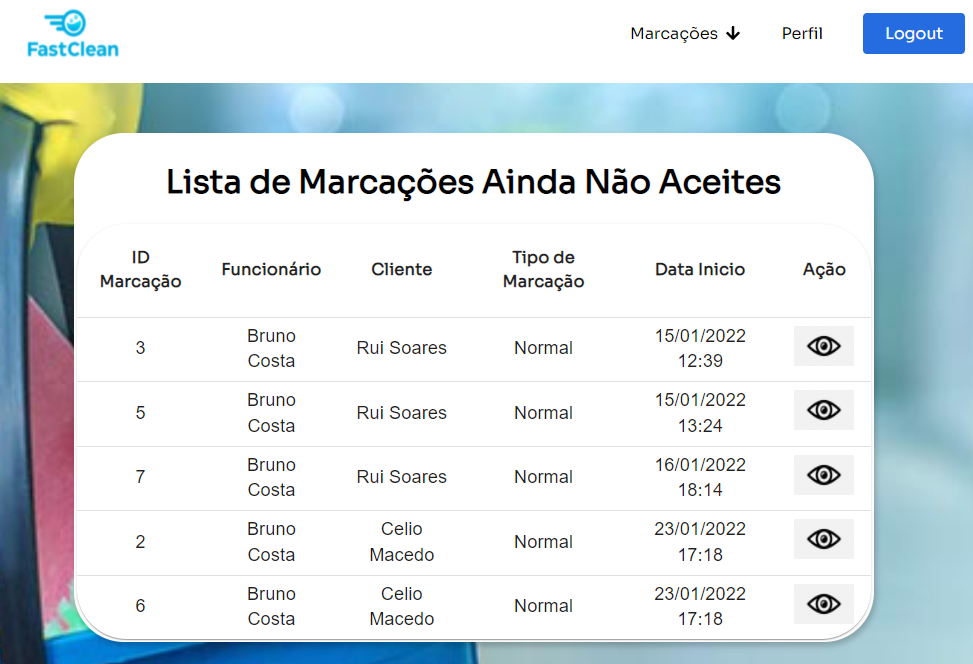 FastClean
Marcações Perfil Logout
Lista de Marcações Ainda Não Aceites
ID Marcação Funcionário Cliente Tipo de Marcação Data Inicio Ação
3 Bruno Costa Rui Soares Normal 15/01/2022 12:39
5 Bruno Costa Rui Soares Normal 15/01/2022 13:24
7 Bruno Costa Rui Soares Normal 16/01/2022 18:14
2 Bruno Costa Celio Macedo Normal 23/01/2022 17:18
6 Bruno Costa Celio Macedo Normal 23/01/2022 17:18